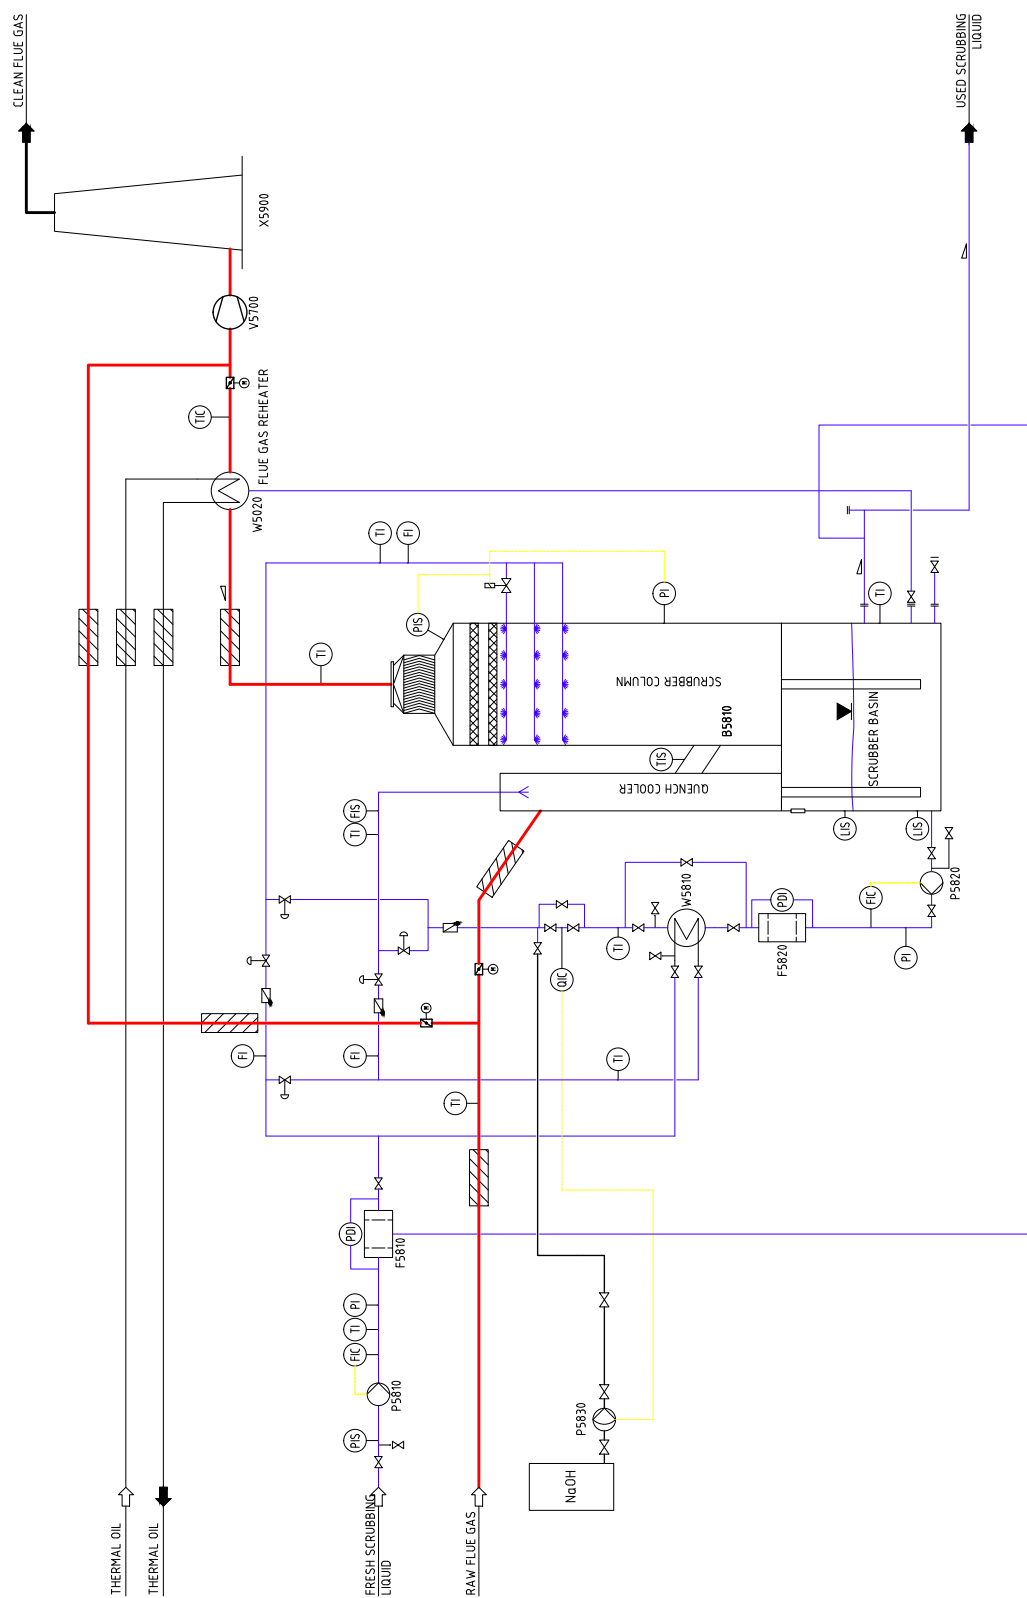 CLEAN FLUE GAS
USED SCRUBBING
LIQUID
X5900
V5700
TIC
FLUE GAS REHEATER
W5020
TI
FI
PIS
PI
TI
TI
SCRUBBER COLUMN
B5810
TIS
QUENCH COOLER
SCRUBBER BASIN
LIS
LIS
FIS
TI
W5810
PDI
F5820
FIC
P5820
PI
TI
QIC
M
M
M
FI
FI
TI
TI
PDI
F5810
PI
TI
FIC
P5810
PIS
P5830
NaOH
THERMAL OIL
THERMAL OIL
FRESH SCRUBBING
LIQUID
RAW FLUE GAS